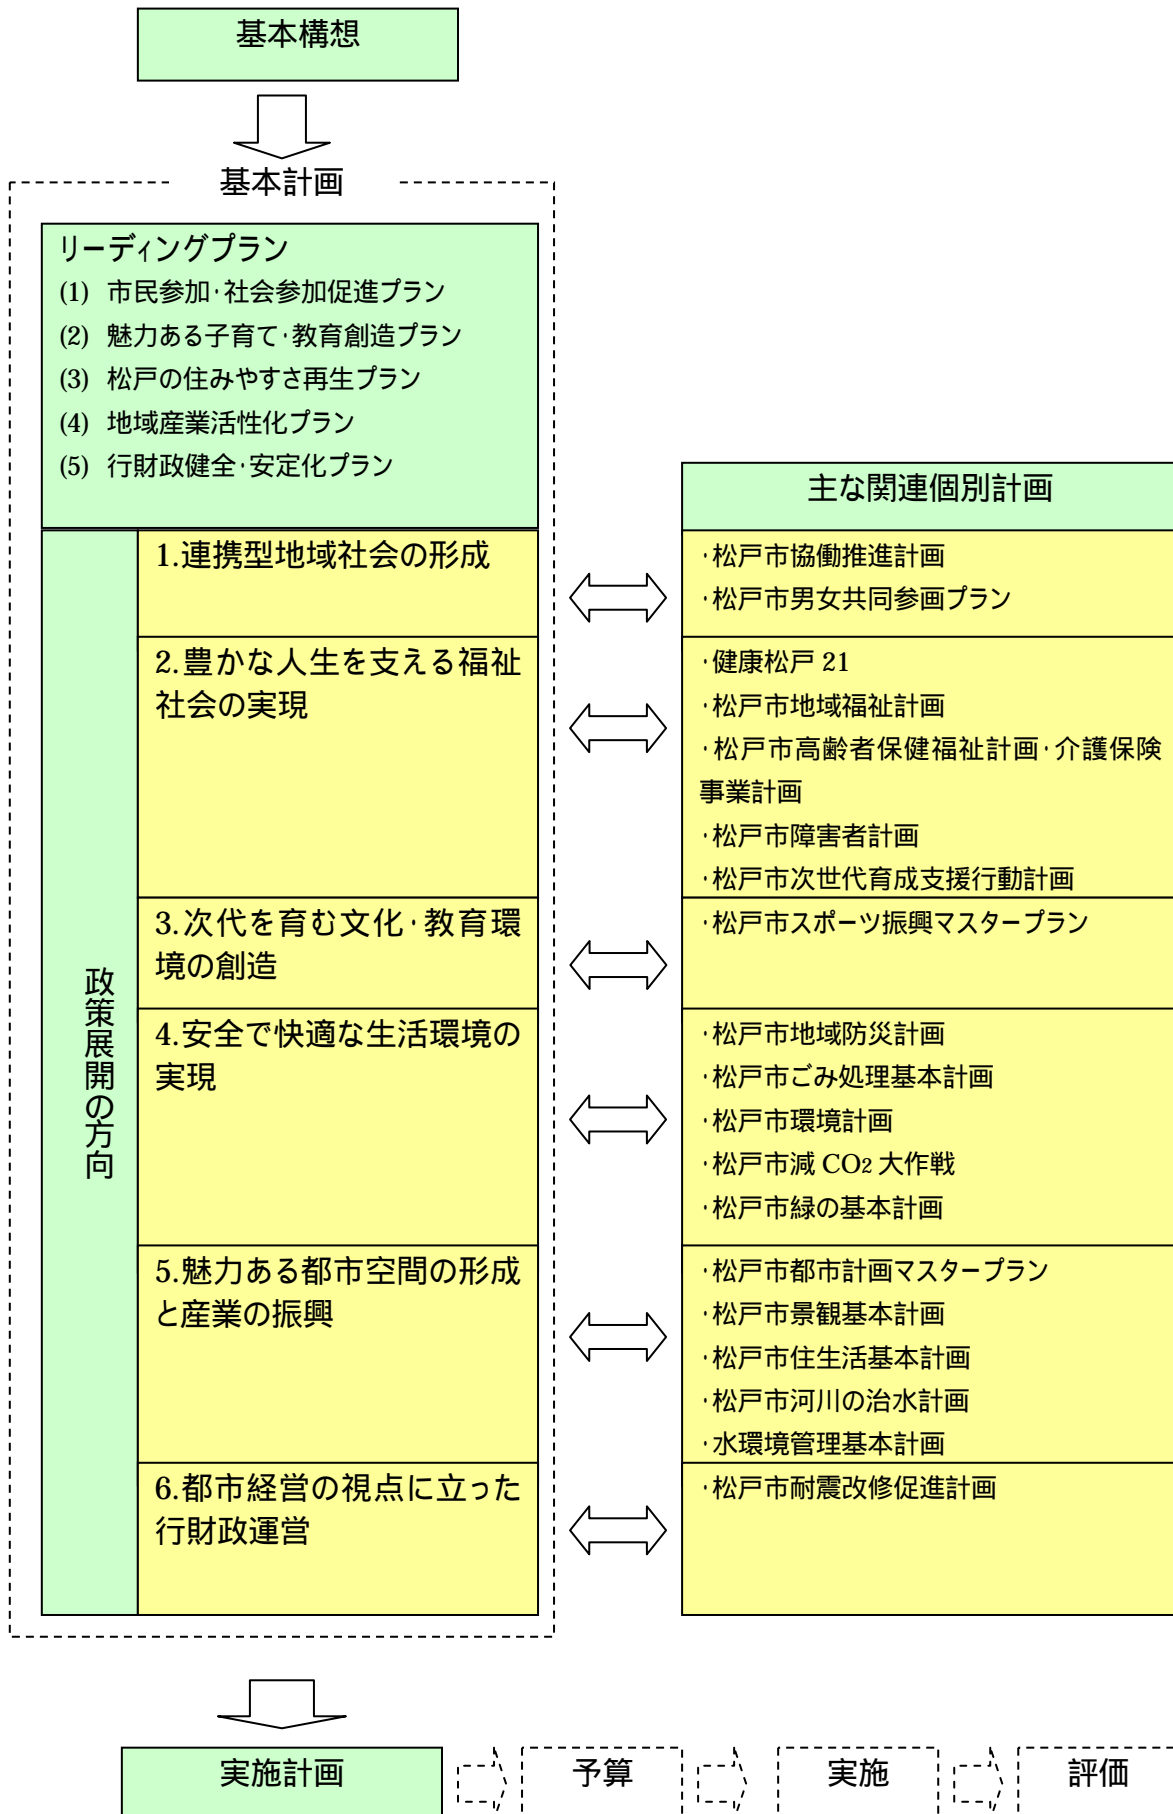 基本構想
基本計画
リーディングプラン
(1) 市民参加・社会参加促進プラン
(2) 魅力ある子育て・教育創造プラン
(3) 松戸の住みやすさ再生プラン
(4) 地域産業活性化プラン
(5) 行財政健全・安定化プラン
主な関連個別計画
政策展開の方向
1.連携型地域社会の形成
・松戸市協働推進計画
・松戸市男女共同参画プラン
2.豊かな人生を支える福祉
社会の実現
・健康松戸 21
・松戸市地域福祉計画
・松戸市高齢者保健福祉計画・介護保険
事業計画
・松戸市障害者計画
・松戸市次世代育成支援行動計画
3.次代を育む文化・教育環
境の創造
・松戸市スポーツ振興マスタープラン
4.安全で快適な生活環境の
実現
・松戸市地域防災計画
・松戸市ごみ処理基本計画
・松戸市環境計画
・松戸市減 CO2 大作戦
・松戸市緑の基本計画
5.魅力ある都市空間の形成
と産業の振興
・松戸市都市計画マスタープラン
・松戸市景観基本計画
・松戸市住生活基本計画
・松戸市河川の治水計画
・水環境管理基本計画
6.都市経営の視点に立った
行財政運営
・松戸市耐震改修促進計画
実施計画
予算
実施
評価